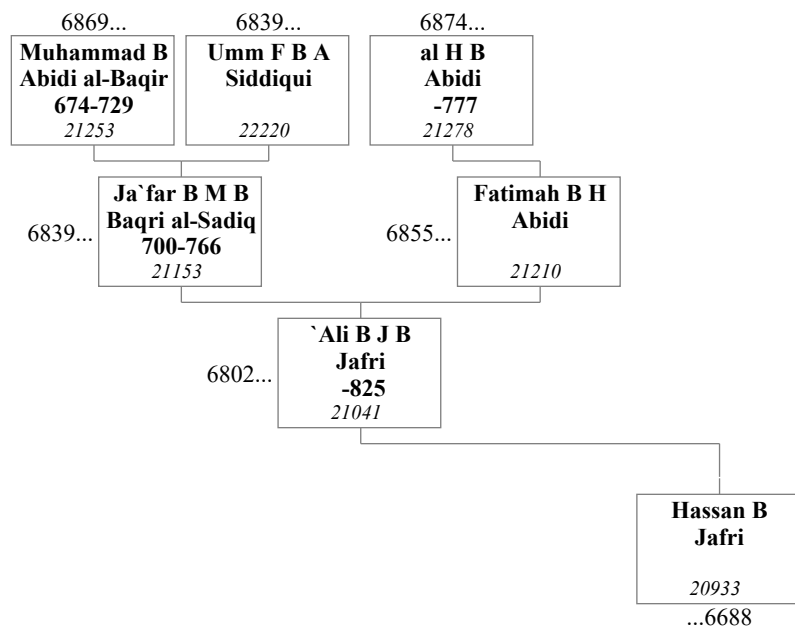 6869...
6839...
6874...
Muhammad B
Abidi al-Baqir
674-729
21253
Umm F B A
Siddiqui
22220
al H B
Abidi
-777
21278
6839...
Ja`far B M B
Baqri al-Sadiq
700-766
21153
6855...
Fatimah B H
Abidi
21210
6802...
`Ali B J B
Jafri
-825
21041
Hassan B
Jafri
20933
...6688